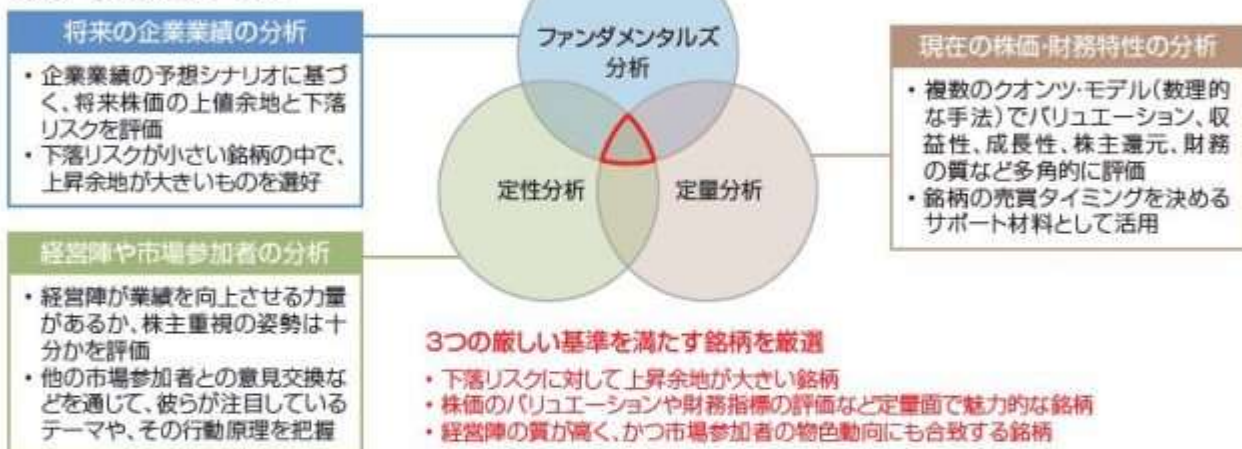 将来の企業業績の分析
・企業業績の予想シナリオに基づ
く、将来株価の上値余地と下落
リスクを評価
・下落リスクが小さい銘柄の中で、
上昇余地が大きいものを選好
経営陣や市場参加者の分析
・経営陣が業績を向上させる力量
があるか、株主重視の姿勢は十
分かを評価
・他の市場参加者との意見交換な
どを通じて、彼らが注目している
テーマや、その行動原理を把握
ファンダメンタルズ
分析
定性分析
定量分析
現在の株価・財務特性の分析
・複数のクオンツ・モデル(数理的
な手法)でバリュエーション、収
益性、成長性、株主還元、財務
の質など多角的に評価
・銘柄の売買タイミングを決める
サポート材料として活用
3つの厳しい基準を満たす銘柄を厳選
・下落リスクに対して上昇余地が大きい銘柄
・株価のバリュエーションや財務指標の評価など定量面で魅力的な銘柄
・経営陣の質が高く、かつ市場参加者の物色動向にも合致する銘柄